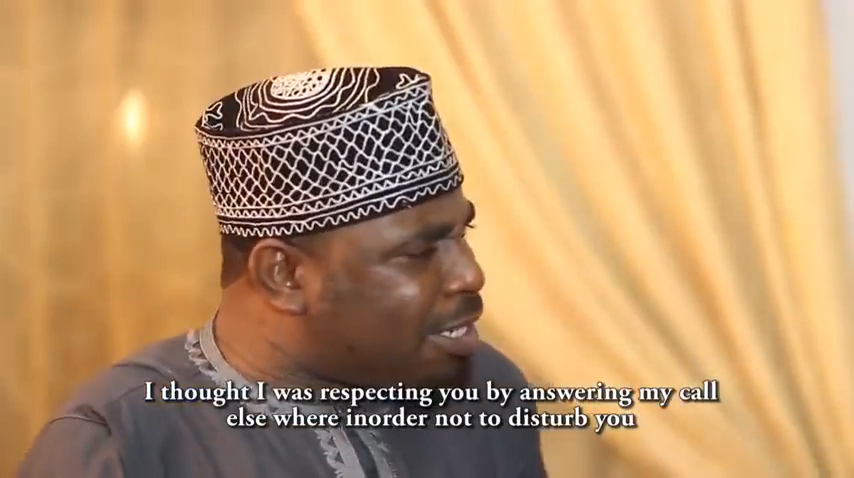 I thought I was respecting you by answering my call
else where inorder not to disturb you